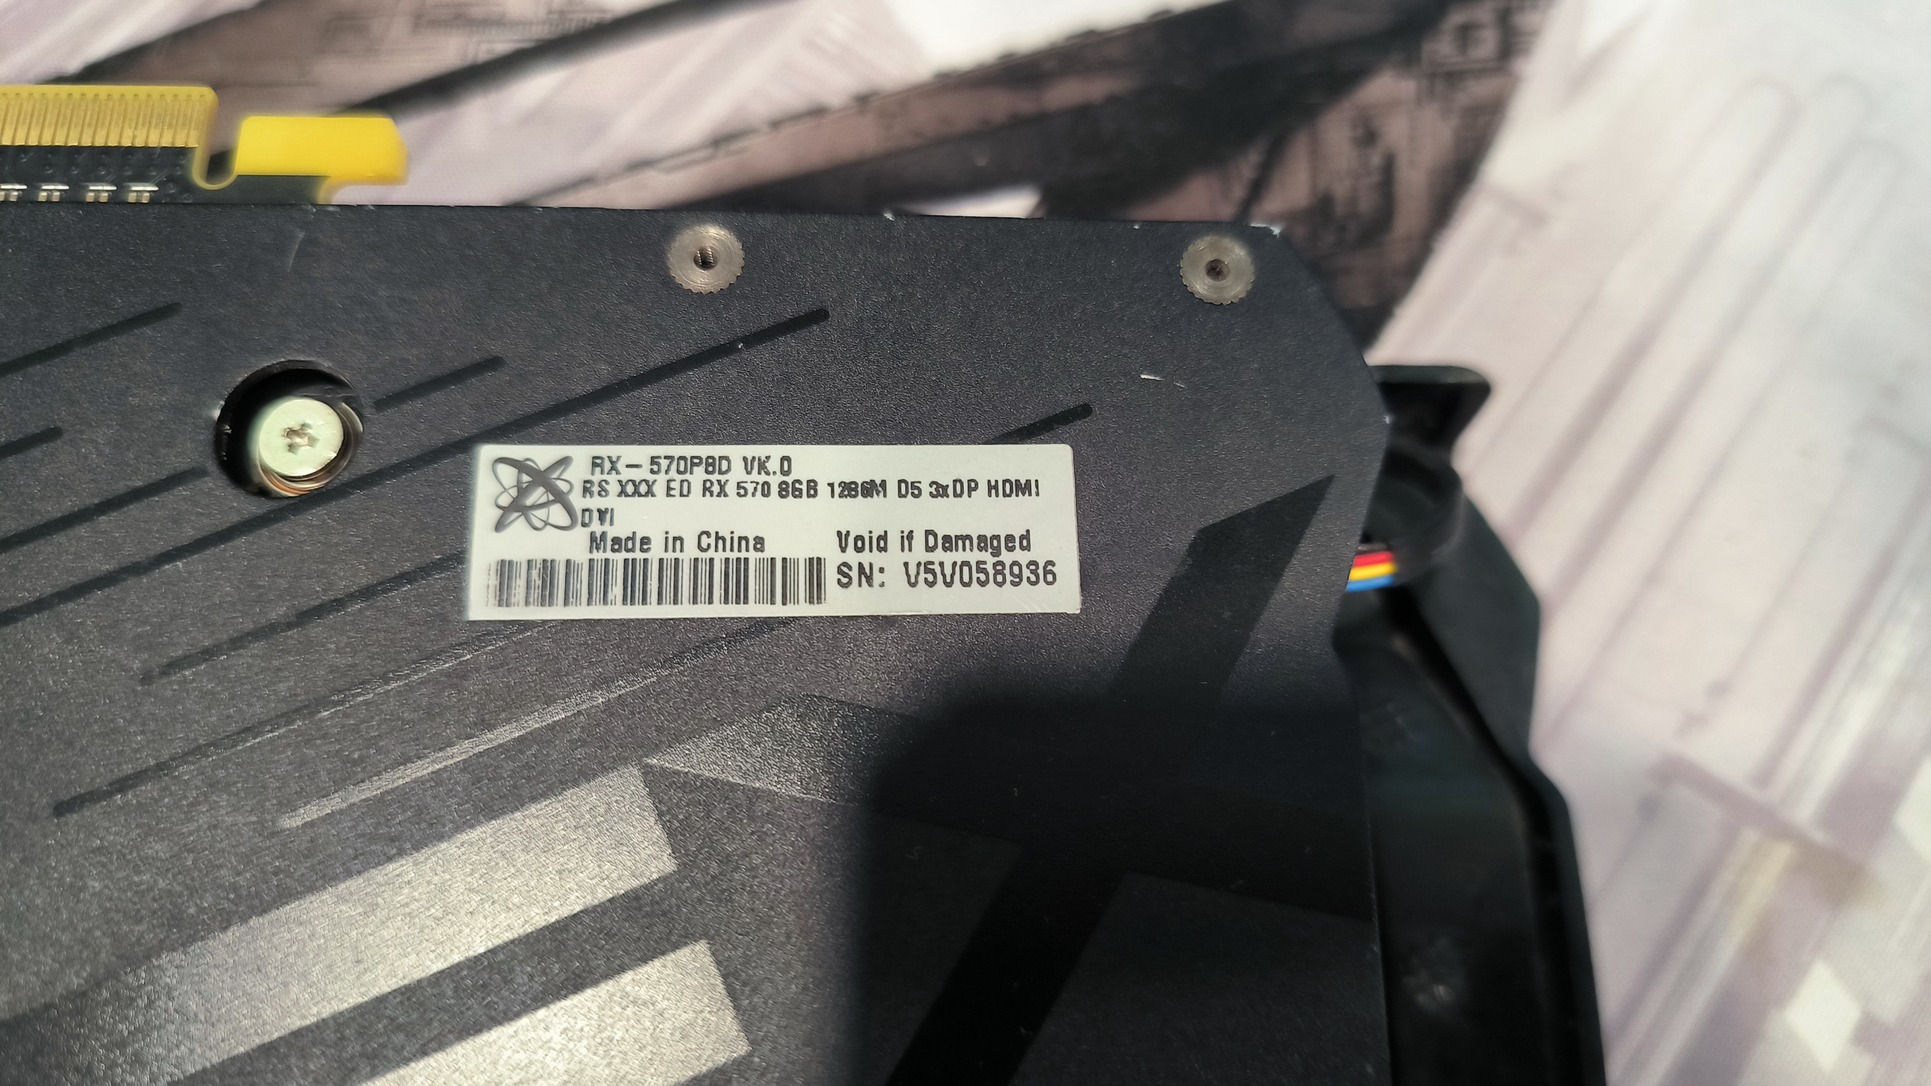 RX-570P8D VK.0
RS XXX ED RX 570 8GB 1286M D5 3xDP HDMI
DVI
Made in China Void if Damaged
SN: V5V058936